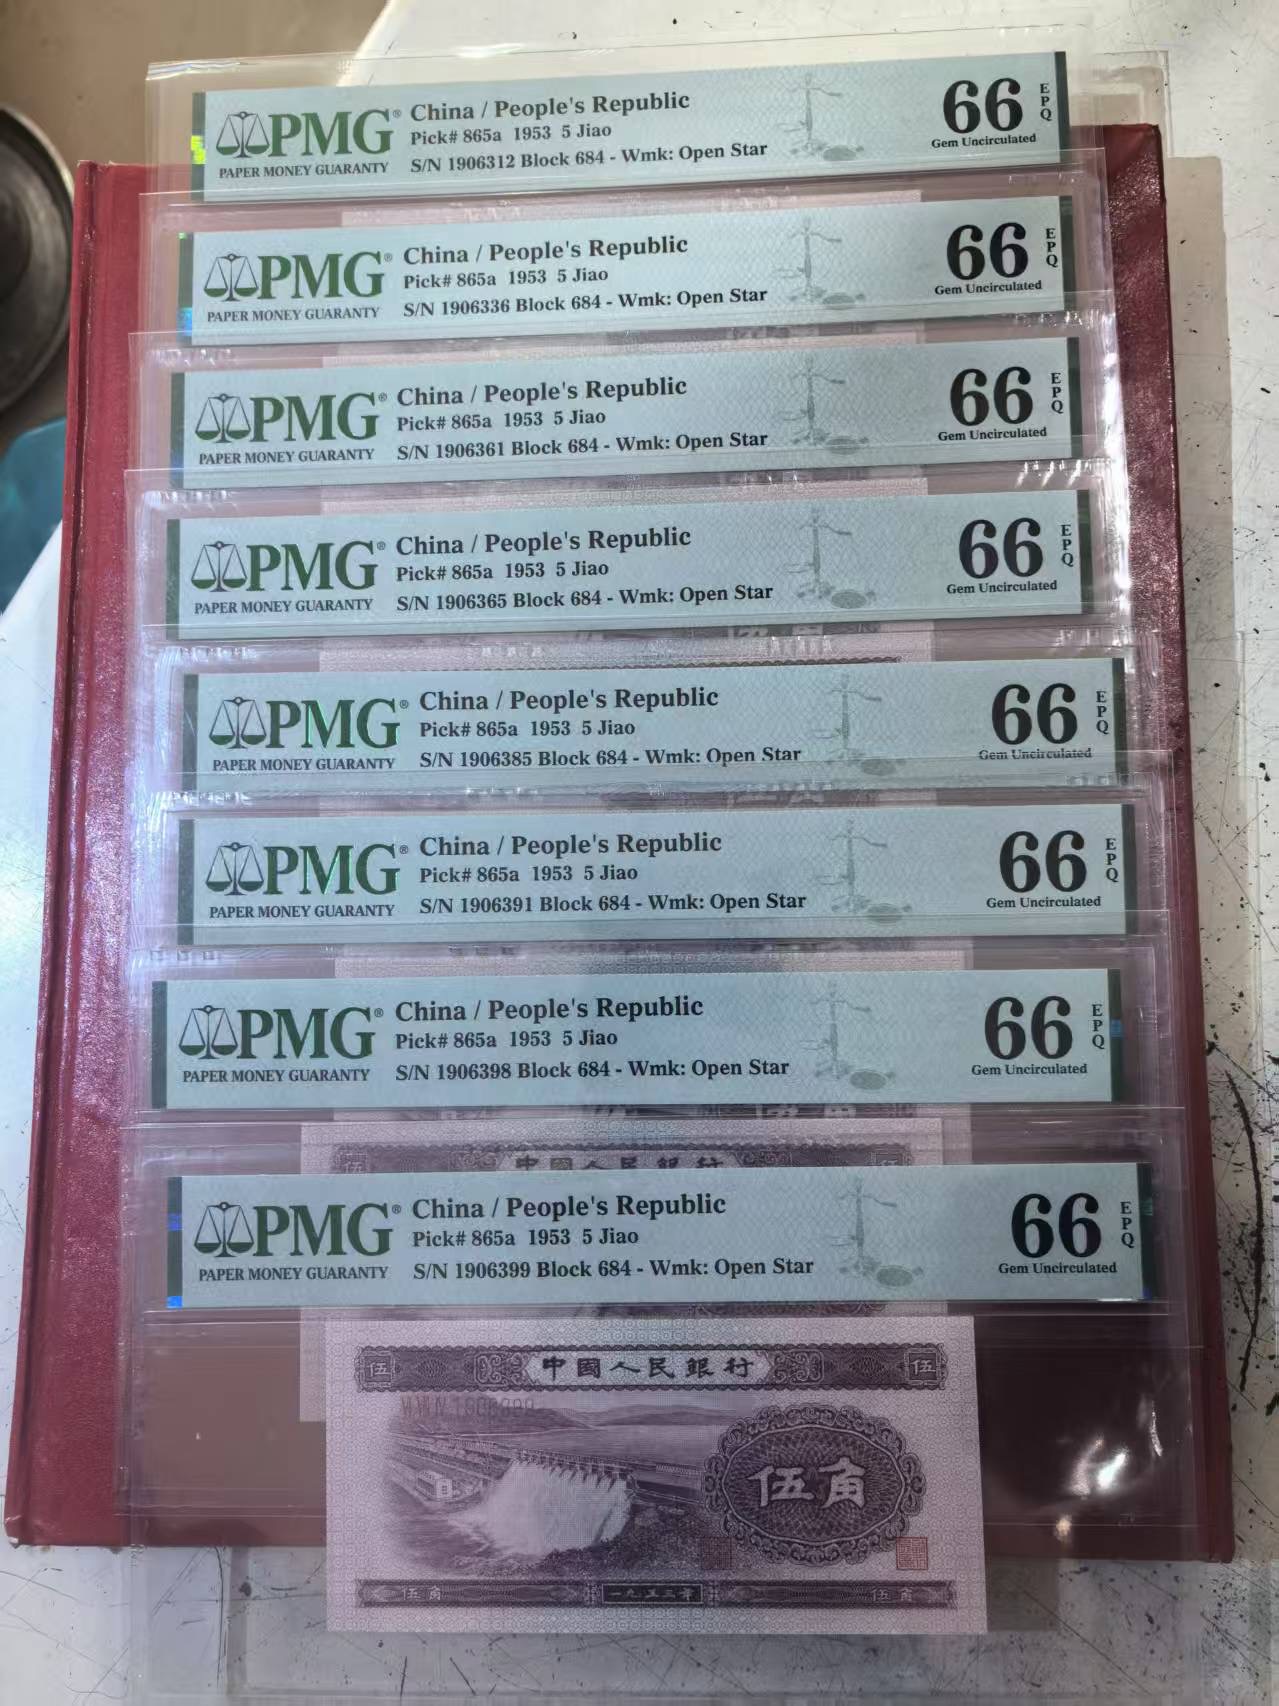 PMG®
PAPER MONEY GUARANTY
China / People's Republic
Pick# 865a 1953 5 Jiao
S/N 1906312 Block 684 - Wmk: Open Star
66
EPQ
Gem Uncirculated
PMG®
PAPER MONEY GUARANTY
China / People's Republic
Pick# 865a 1953 5 Jiao
S/N 1906336 Block 684 - Wmk: Open Star
66
EPQ
Gem Uncirculated
PMG®
PAPER MONEY GUARANTY
China / People's Republic
Pick# 865a 1953 5 Jiao
S/N 1906361 Block 684 - Wmk: Open Star
66
EPQ
Gem Uncirculated
PMG®
PAPER MONEY GUARANTY
China / People's Republic
Pick# 865a 1953 5 Jiao
S/N 1906365 Block 684 - Wmk: Open Star
66
EPQ
Gem Uncirculated
PMG®
PAPER MONEY GUARANTY
China / People's Republic
Pick# 865a 1953 5 Jiao
S/N 1906385 Block 684 - Wmk: Open Star
66
EPQ
Gem Uncirculated
PMG®
PAPER MONEY GUARANTY
China / People's Republic
Pick# 865a 1953 5 Jiao
S/N 1906391 Block 684 - Wmk: Open Star
66
EPQ
Gem Uncirculated
PMG®
PAPER MONEY GUARANTY
China / People's Republic
Pick# 865a 1953 5 Jiao
S/N 1906398 Block 684 - Wmk: Open Star
66
EPQ
Gem Uncirculated
伍 中國人民銀行 伍
PMG®
PAPER MONEY GUARANTY
China / People's Republic
Pick# 865a 1953 5 Jiao
S/N 1906399 Block 684 - Wmk: Open Star
66
EPQ
Gem Uncirculated
伍 中國人民銀行 伍
1906399
伍角
伍角 一九五三年 伍角